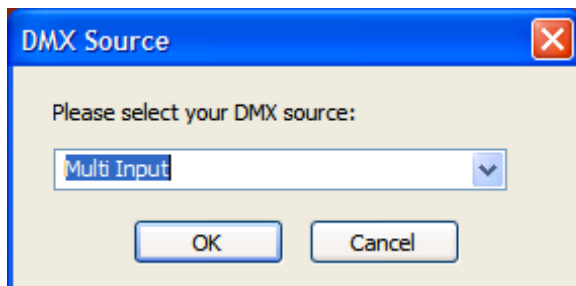 DMX Source
Please select your DMX source:
Multi Input
OK
Cancel